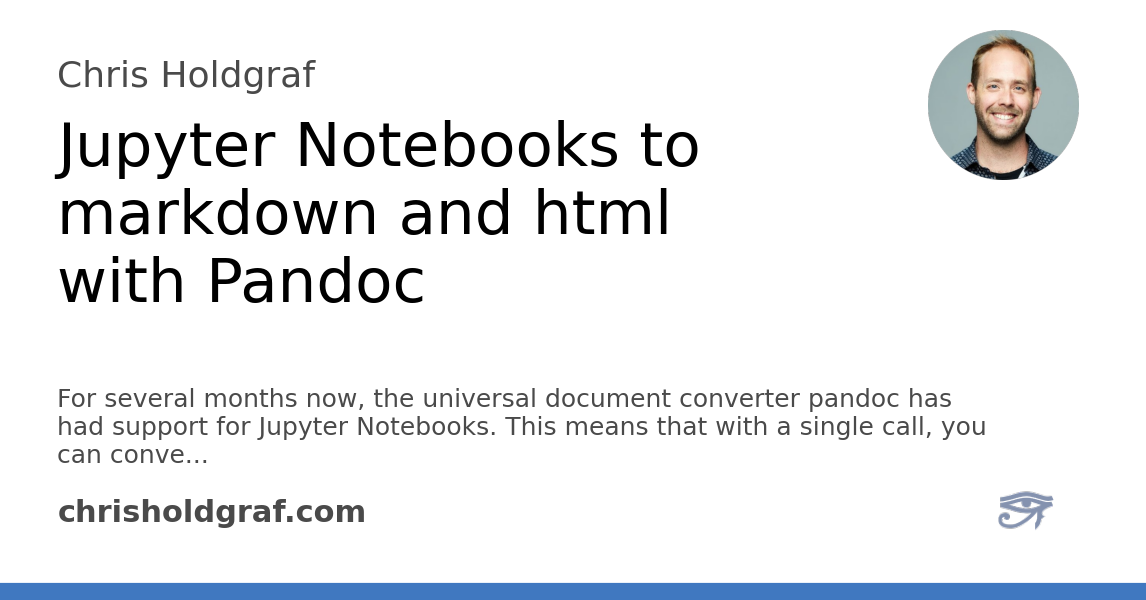 Chris Holdgraf
Jupyter Notebooks to
markdown and html
with Pandoc
For several months now, the universal document converter pandoc has
had support for Jupyter Notebooks. This means that with a single call, you
can conve...
chrisholdgraf.com